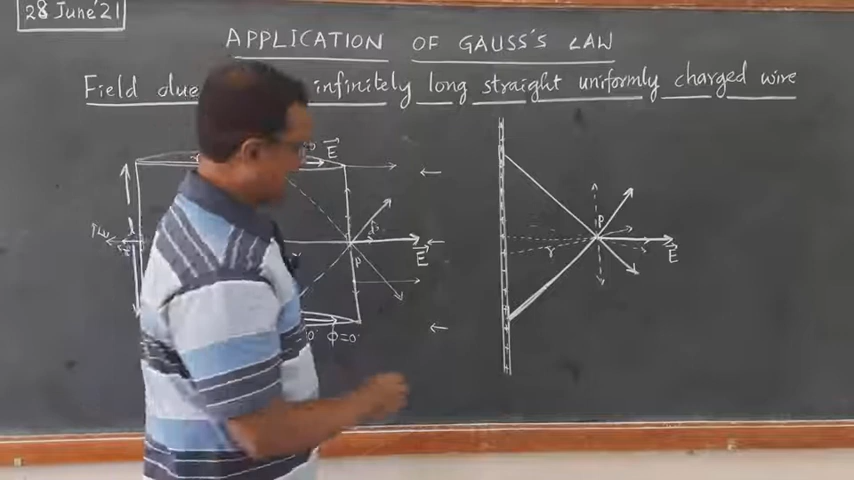 28 June'21
APPLICATION OF GAUSS'S LAW
Field due infinitely long straight uniformly charged wire
E
P
E
P
r
E
l
ϕ=0